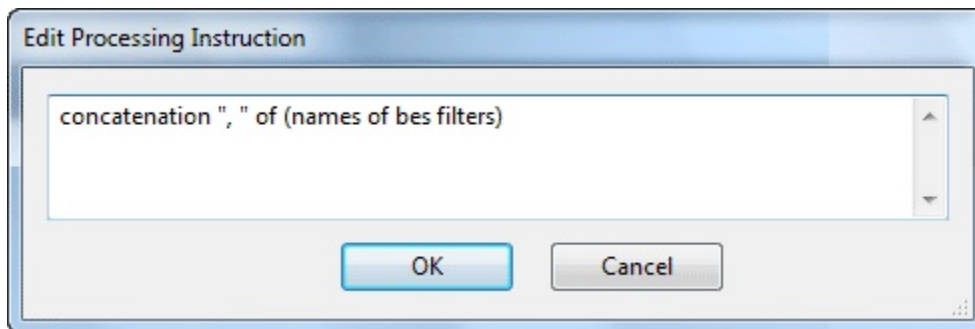 Edit Processing Instruction
concatenation ", " of (names of bes filters)
OK
Cancel